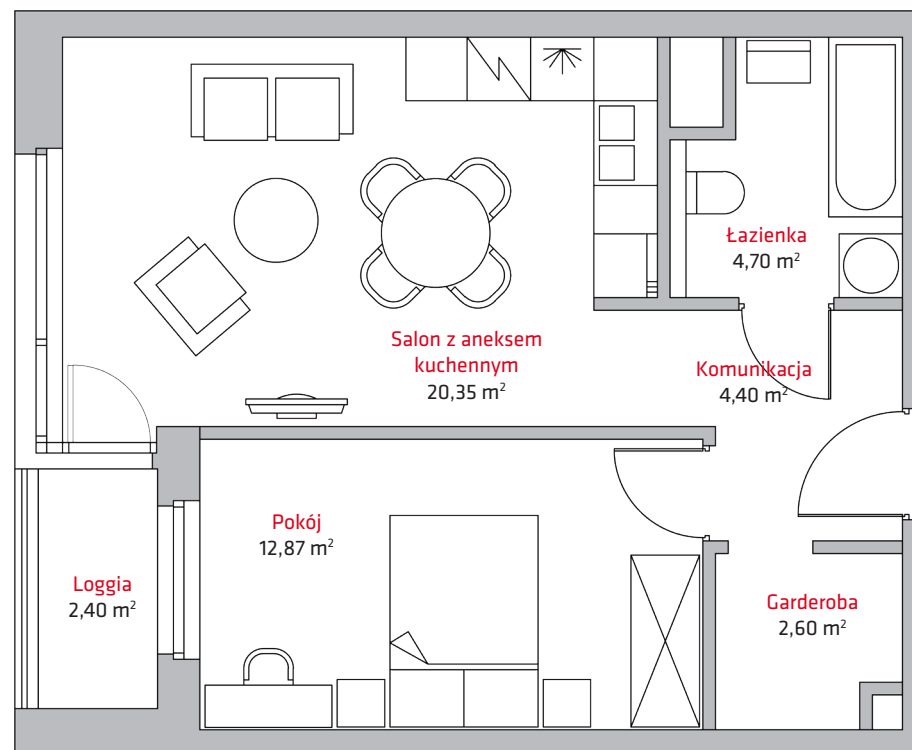 Łazienka
4,70 m²
Salon z aneksem
kuchennym
20,35 m²
Komunikacja
4,40 m²
Pokój
12,87 m²
Loggia
2,40 m²
Garderoba
2,60 m²